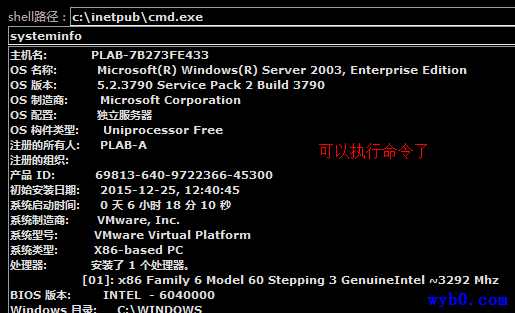 shell路径：c:\inetpub\cmd.exe
systeminfo
主机名: PLAB-7B273FE433
OS 名称: Microsoft(R) Windows(R) Server 2003, Enterprise Edition
OS 版本: 5.2.3790 Service Pack 2 Build 3790
OS 制造商: Microsoft Corporation
OS 配置: 独立服务器
OS 构件类型: Uniprocessor Free
注册的所有人: PLAB-A
可以执行命令了
注册的组织:
产品 ID: 69813-640-9722366-45300
初始安装日期: 2015-12-25, 12:40:45
系统启动时间: 0 天 6 小时 18 分 10 秒
系统制造商: VMware, Inc.
系统型号: VMware Virtual Platform
系统类型: X86-based PC
处理器: 安装了 1 个处理器。
[01]: x86 Family 6 Model 60 Stepping 3 GenuineIntel ~3292 Mhz
BIOS 版本: INTEL - 6040000
wyb0.com
Windows 目录: C:\WINDOWS